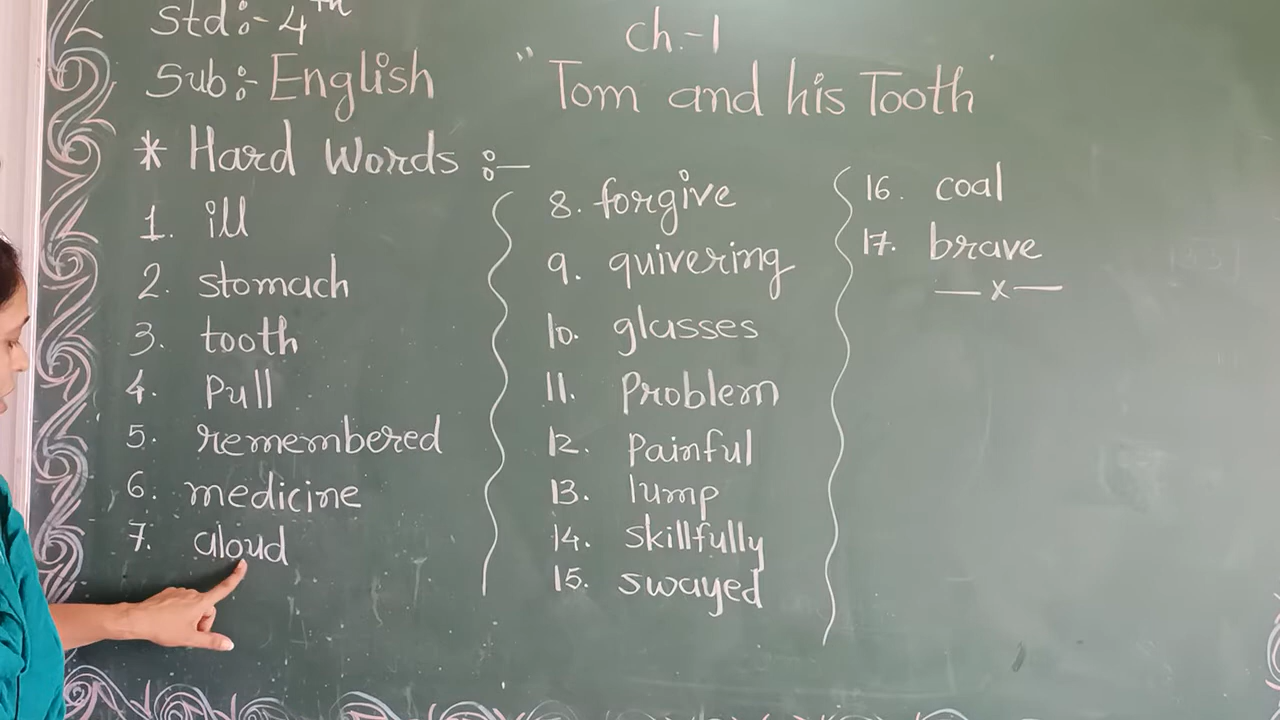 Std:- 4th
Sub:- English
ch.-1
"Tom and his Tooth"
* Hard Words :-
1. ill
2. stomach
3. tooth
4. Pull
5. remembered
6. medicine
7. aloud
8. forgive
9. quivering
10. glasses
11. Problem
12. Painful
13. lump
14. skillfully
15. swayed
16. coal
17. brave
— x —